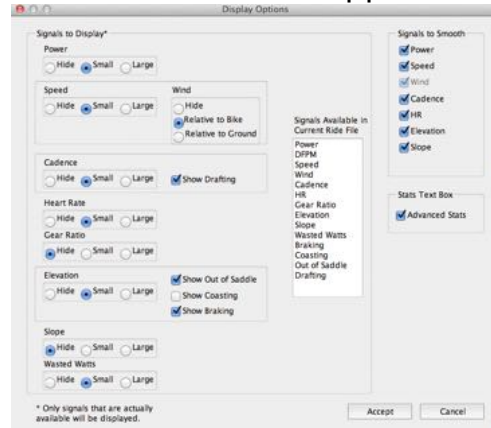 Display Options
Signals to Display*
Power
Hide Small Large
Speed
Hide Small Large
Wind
Hide
Relative to Bike
Relative to Ground
Cadence
Hide Small Large
Show Drafting
Heart Rate
Hide Small Large
Gear Ratio
Hide Small Large
Elevation
Hide Small Large
Show Out of Saddle
Show Coasting
Show Braking
Slope
Hide Small Large
Wasted Watts
Hide Small Large
* Only signals that are actually
available will be displayed.
Signals Available in
Current Ride File
Power
DFPM
Speed
Wind
Cadence
HR
Gear Ratio
Elevation
Slope
Wasted Watts
Braking
Coasting
Out of Saddle
Drafting
Signals to Smooth
Power
Speed
Wind
Cadence
HR
Elevation
Slope
Stats Text Box
Advanced Stats
Accept
Cancel